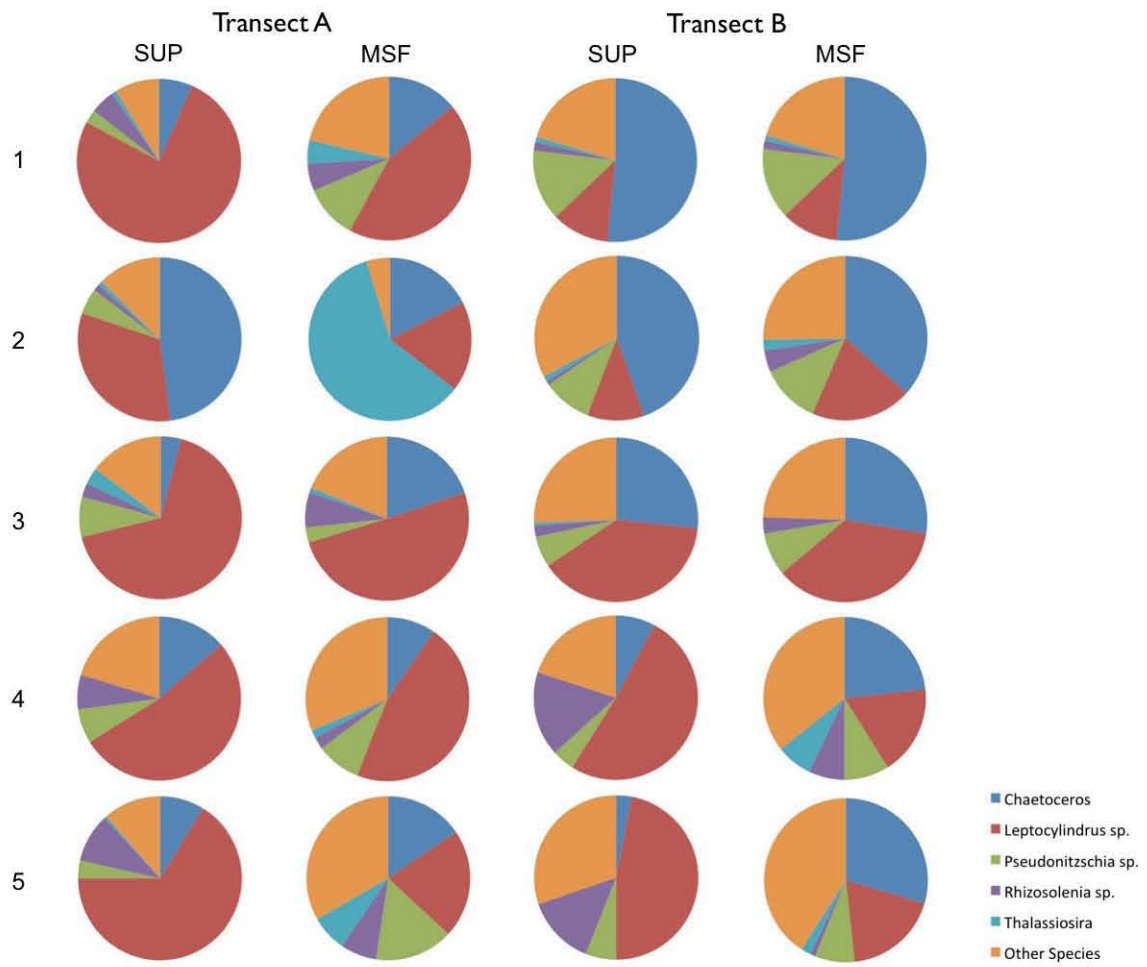 Transect A Transect B
SUP MSF SUP MSF
1
2
3
4
5
Chaetoceros
Leptocylindrus sp.
Pseudonitzschia sp.
Rhizosolenia sp.
Thalassiosira
Other Species